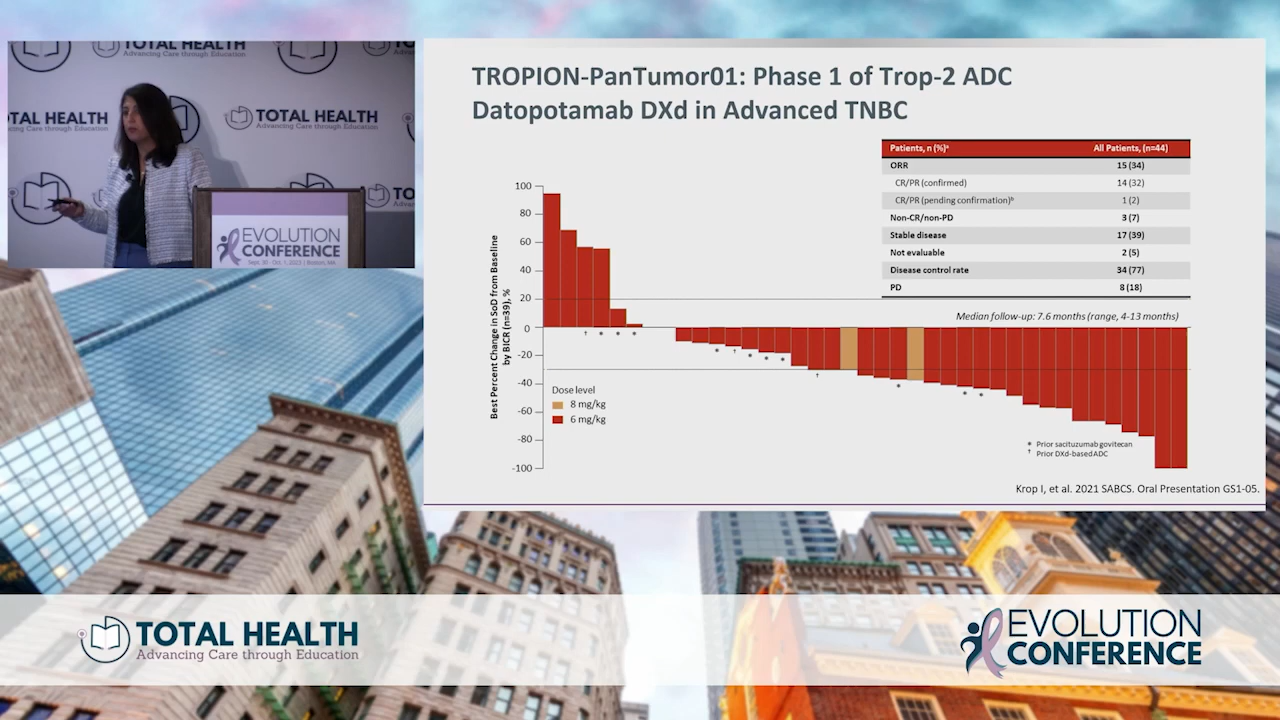 TOTAL HEALTH
Advancing Care through Education
TOTAL HEALTH
Advancing Care through Education
EVOLUTION
CONFERENCE
Sept. 30 - Oct. 1, 2023 | Boston, MA
TROPION-PanTumor01: Phase 1 of Trop-2 ADC
Datopotamab DXd in Advanced TNBC
Patients, n (%)ᵃ All Patients, (n=44)
ORR 15 (34)
CR/PR (confirmed) 14 (32)
CR/PR (pending confirmation)ᵇ 1 (2)
Non-CR/non-PD 3 (7)
Stable disease 17 (39)
Not evaluable 2 (5)
Disease control rate 34 (77)
PD 8 (18)
Median follow-up: 7.6 months (range, 4-13 months)
Best Percent Change in SoD from Baseline
by BICR (n=39), %
100
80
60
40
20
0
-20
-40
-60
-80
-100
Dose level
8 mg/kg
6 mg/kg
* Prior sacituzumab govitecan
† Prior DXd-based ADC
Krop I, et al. 2021 SABCS. Oral Presentation GS1-05.
TOTAL HEALTH
Advancing Care through Education
EVOLUTION
CONFERENCE